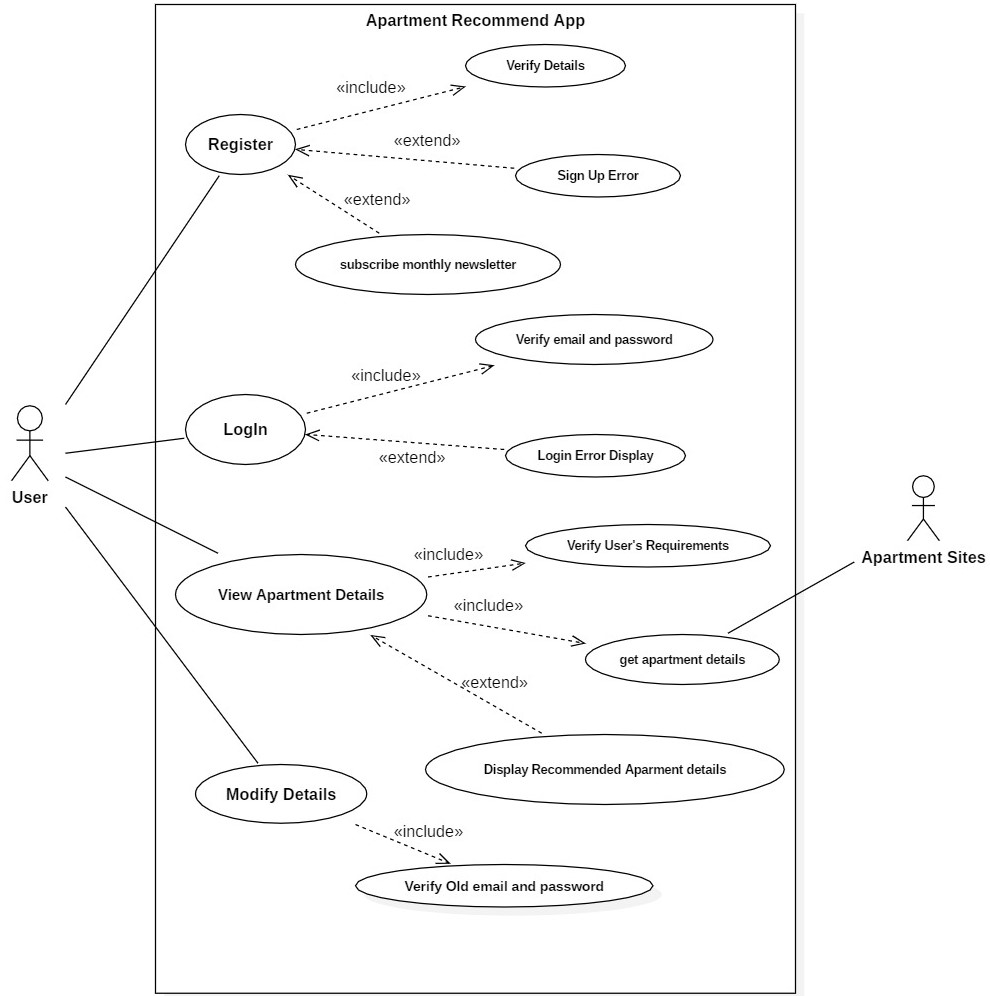 Apartment Recommend App
Verify Details
«include»
Register
«extend»
Sign Up Error
«extend»
subscribe monthly newsletter
Verify email and password
«include»
LogIn
«extend»
Login Error Display
User
Verify User's Requirements
«include»
Apartment Sites
View Apartment Details
«include»
get apartment details
«extend»
Display Recommended Aparment details
Modify Details
«include»
Verify Old email and password